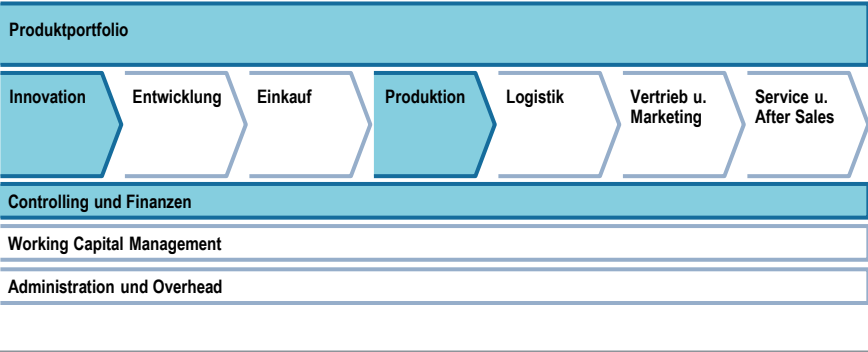 Produktportfolio
Innovation
Entwicklung
Einkauf
Produktion
Logistik
Vertrieb u.
Marketing
Service u.
After Sales
Controlling und Finanzen
Working Capital Management
Administration und Overhead